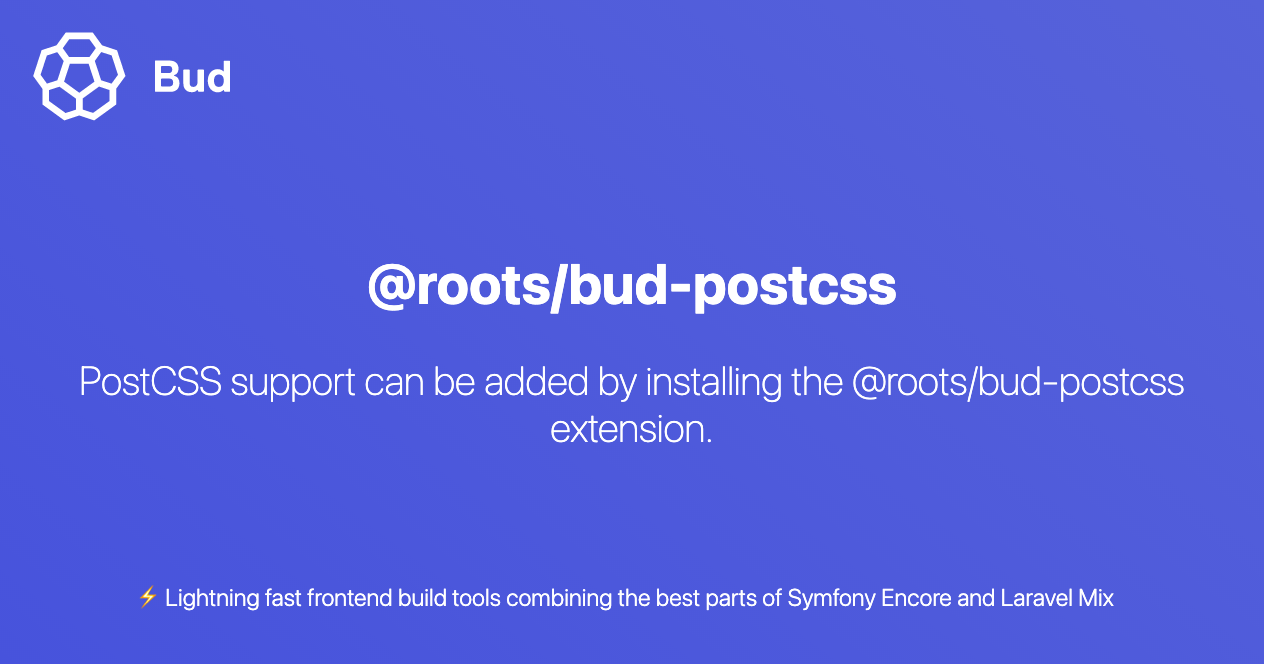 Bud
@roots/bud-postcss
PostCSS support can be added by installing the @roots/bud-postcss
extension.
⚡ Lightning fast frontend build tools combining the best parts of Symfony Encore and Laravel Mix